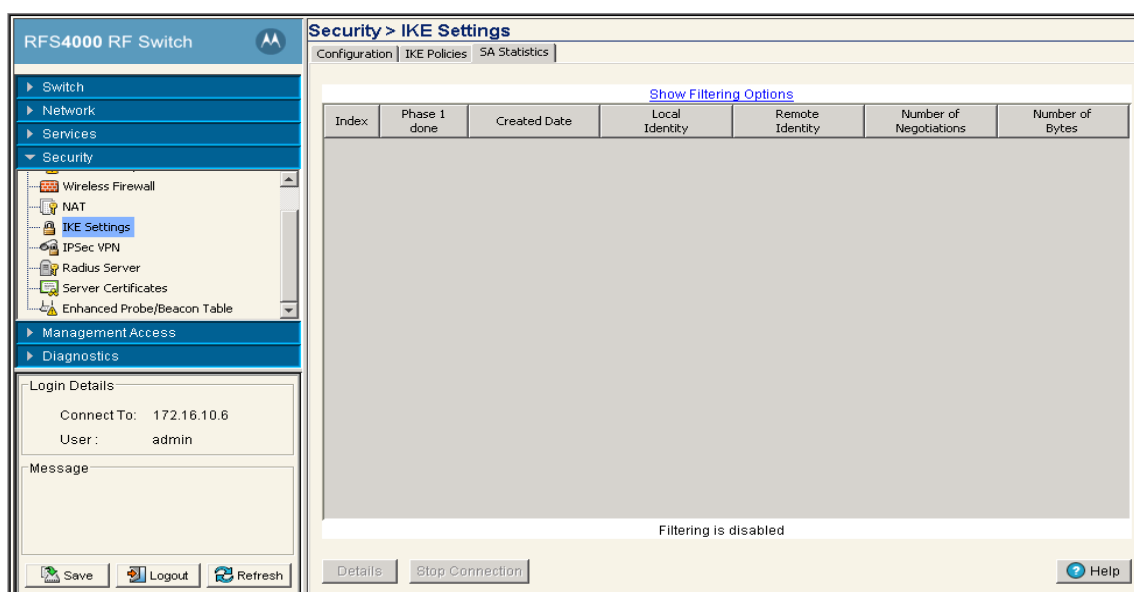 RFS4000 RF Switch
Switch
Network
Services
Security
Wireless Firewall
NAT
IKE Settings
IPSec VPN
Radius Server
Server Certificates
Enhanced Probe/Beacon Table
Management Access
Diagnostics
Login Details
Connect To: 172.16.10.6
User : admin
Message
Save Logout Refresh
Security > IKE Settings
Configuration IKE Policies SA Statistics
Show Filtering Options
Index Phase 1 done Created Date Local Identity Remote Identity Number of Negotiations Number of Bytes
Filtering is disabled
Details Stop Connection Help